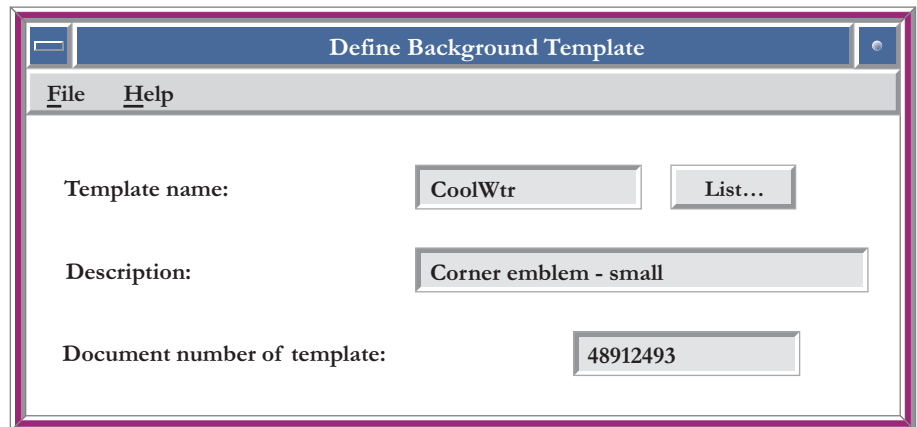 Define Background Template
File Help
Template name: CoolWtr List...
Description: Corner emblem - small
Document number of template: 48912493